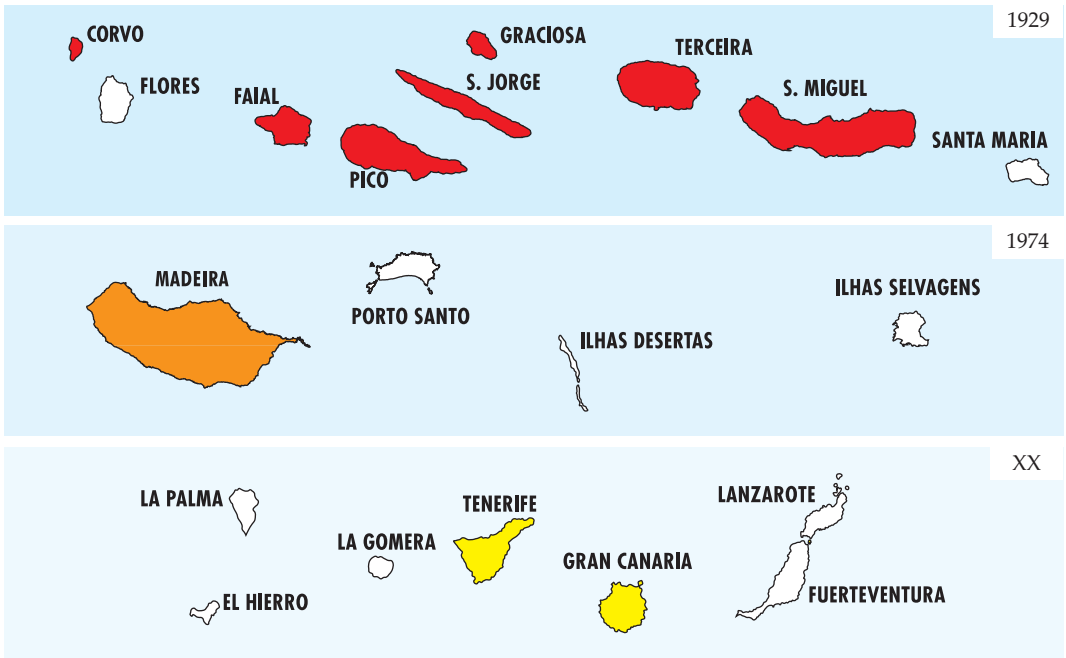 1929
CORVO
FLORES
FAIAL
PICO
GRACIOSA
S. JORGE
TERCEIRA
S. MIGUEL
SANTA MARIA
1974
MADEIRA
PORTO SANTO
ILHAS DESERTAS
ILHAS SELVAGENS
XX
LA PALMA
EL HIERRO
LA GOMERA
TENERIFE
GRAN CANARIA
LANZAROTE
FUERTEVENTURA